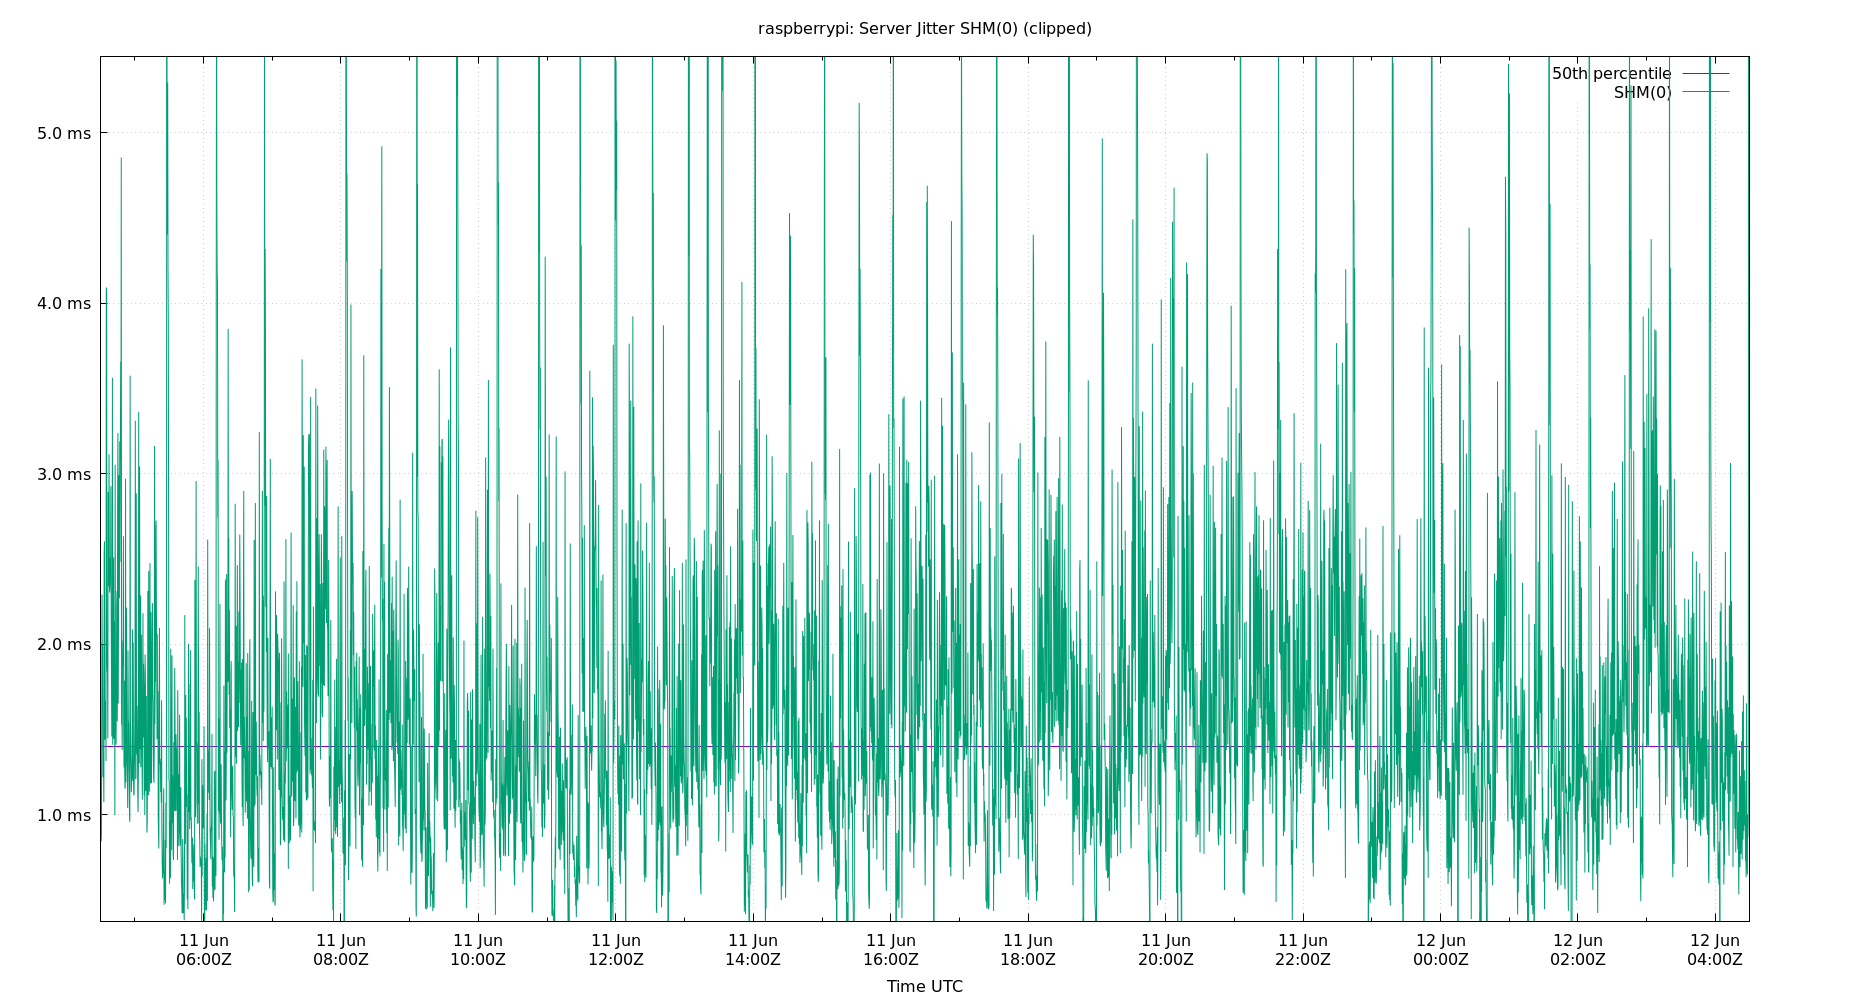 raspberrypi: Server Jitter SHM(0) (clipped)
50th percentile
SHM(0)
5.0 ms
4.0 ms
3.0 ms
2.0 ms
1.0 ms
11 Jun 11 Jun 11 Jun 11 Jun 11 Jun 11 Jun 11 Jun 11 Jun 11 Jun 12 Jun 12 Jun 12 Jun
06:00Z 08:00Z 10:00Z 12:00Z 14:00Z 16:00Z 18:00Z 20:00Z 22:00Z 00:00Z 02:00Z 04:00Z
Time UTC